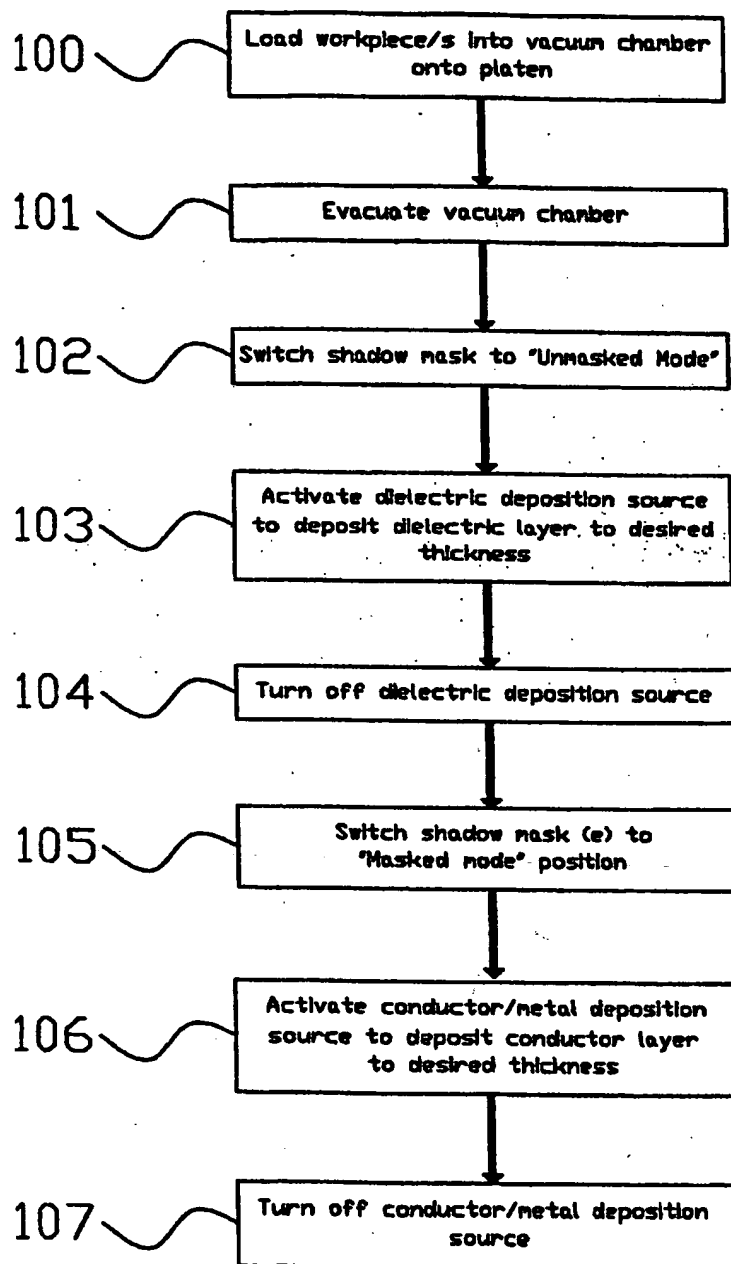 100
Load workpiece/s into vacuum chamber
onto platen
101
Evacuate vacuum chamber
102
Switch shadow mask to "Unmasked Mode"
103
Activate dielectric deposition source
to deposit dielectric layer to desired
thickness
104
Turn off dielectric deposition source
105
Switch shadow mask (e) to
"Masked mode" position
106
Activate conductor/metal deposition
source to deposit conductor layer
to desired thickness
107
Turn off conductor/metal deposition
source